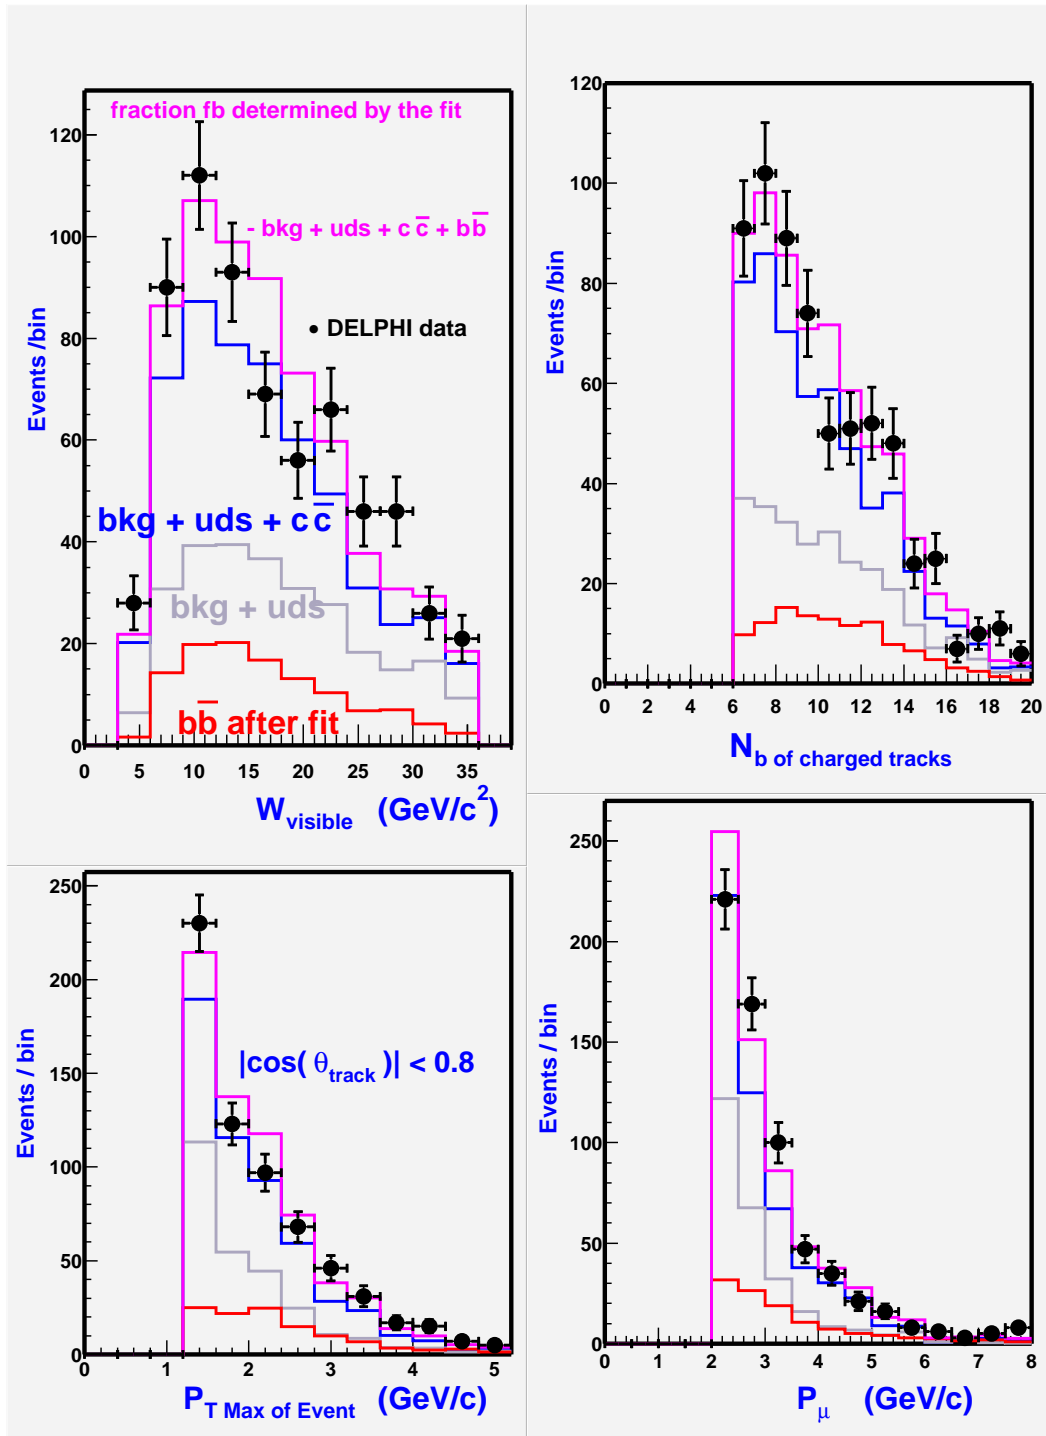 fraction fb determined by the fit
- bkg + uds + c c̅ + b b̅
● DELPHI data
bkg + uds + c c̅
bkg + uds
b b̅ after fit
Events /bin
120
100
80
60
40
20
0
0 5 10 15 20 25 30 35
W visible (GeV/c²)
120
100
80
60
40
20
0
Events /bin
0 2 4 6 8 10 12 14 16 18 20
N b of charged tracks
250
200
150
100
50
0
Events / bin
|cos( θ track )| < 0.8
0 1 2 3 4 5
P T Max of Event (GeV/c)
250
200
150
100
50
0
Events / bin
0 1 2 3 4 5 6 7 8
P μ (GeV/c)